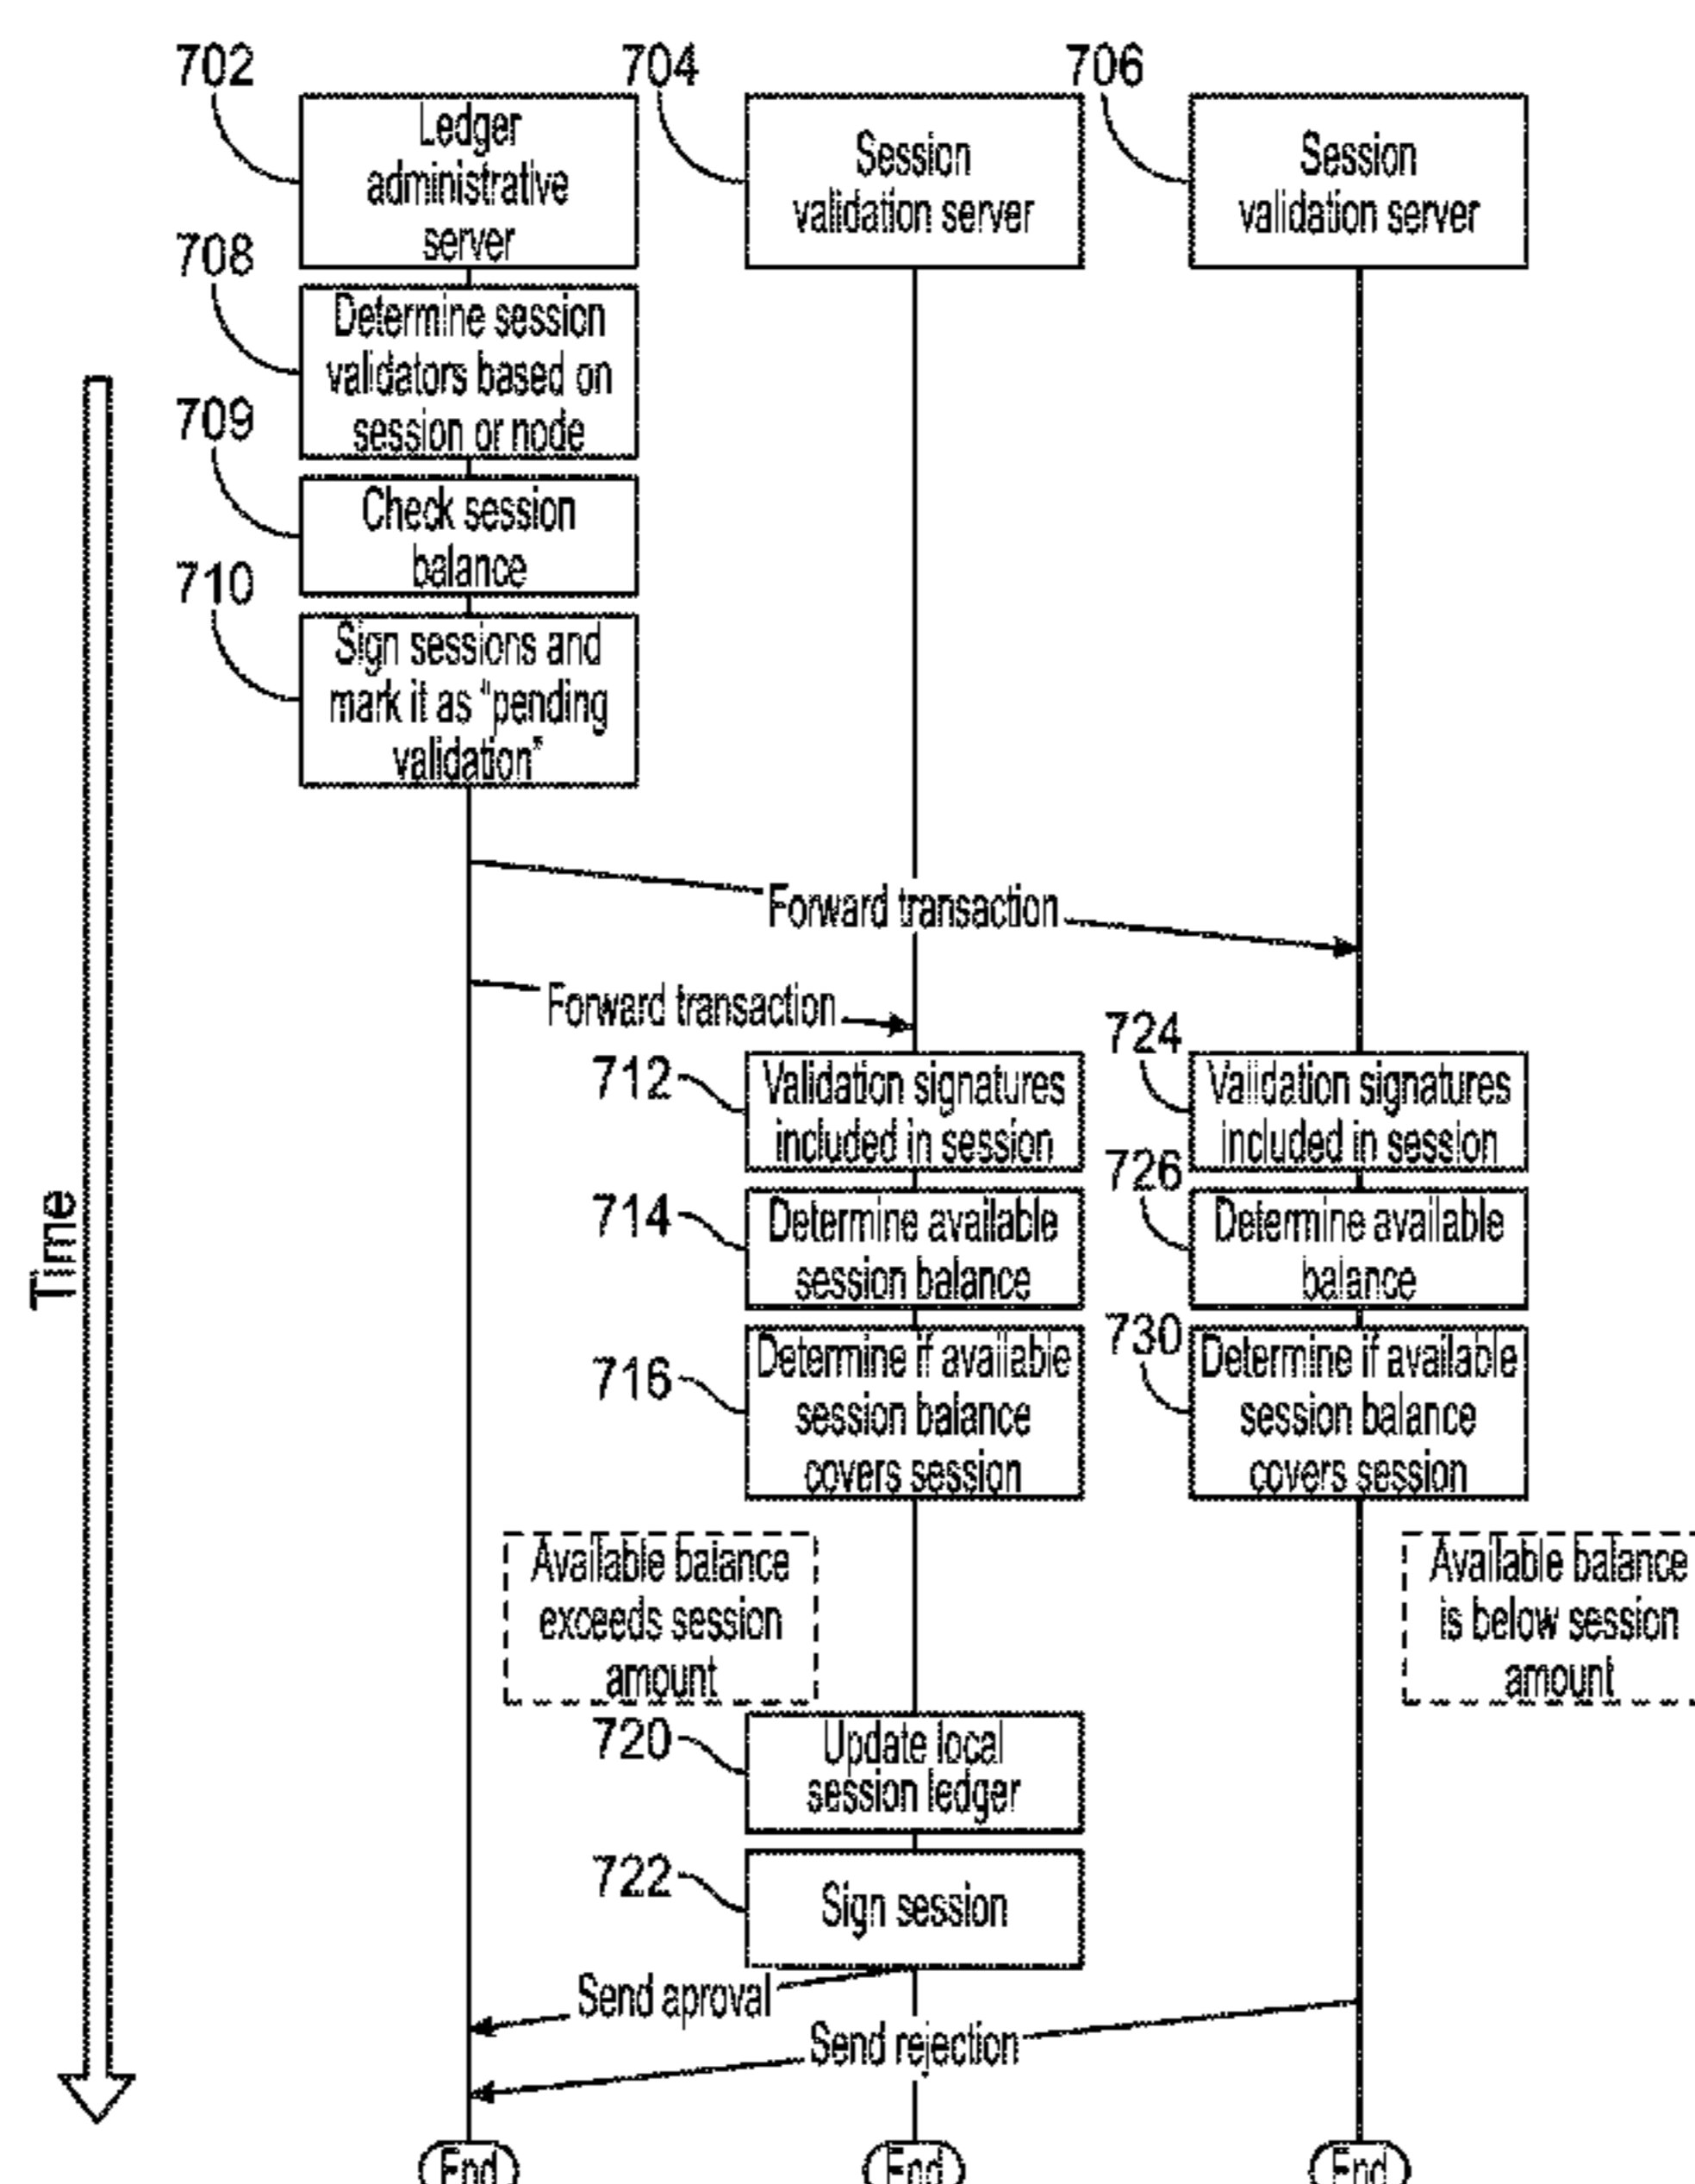 702
704
706
Ledger
administrative
server
Session
validation server
Session
validation server
708
Determine session
validators based on
session or node
709
Check session
balance
710
Sign sessions and
mark it as "pending
validation"
Forward transaction
Forward transaction
712
Validation signatures
included in session
724
Validation signatures
included in session
714
Determine available
session balance
726
Determine available
balance
716
Determine if available
session balance
covers session
730
Determine if available
session balance
covers session
Time
Available balance
exceeds session
amount
Available balance
is below session
amount
720
Update local
session ledger
722
Sign session
Send aproval
Send rejection
End
End
End